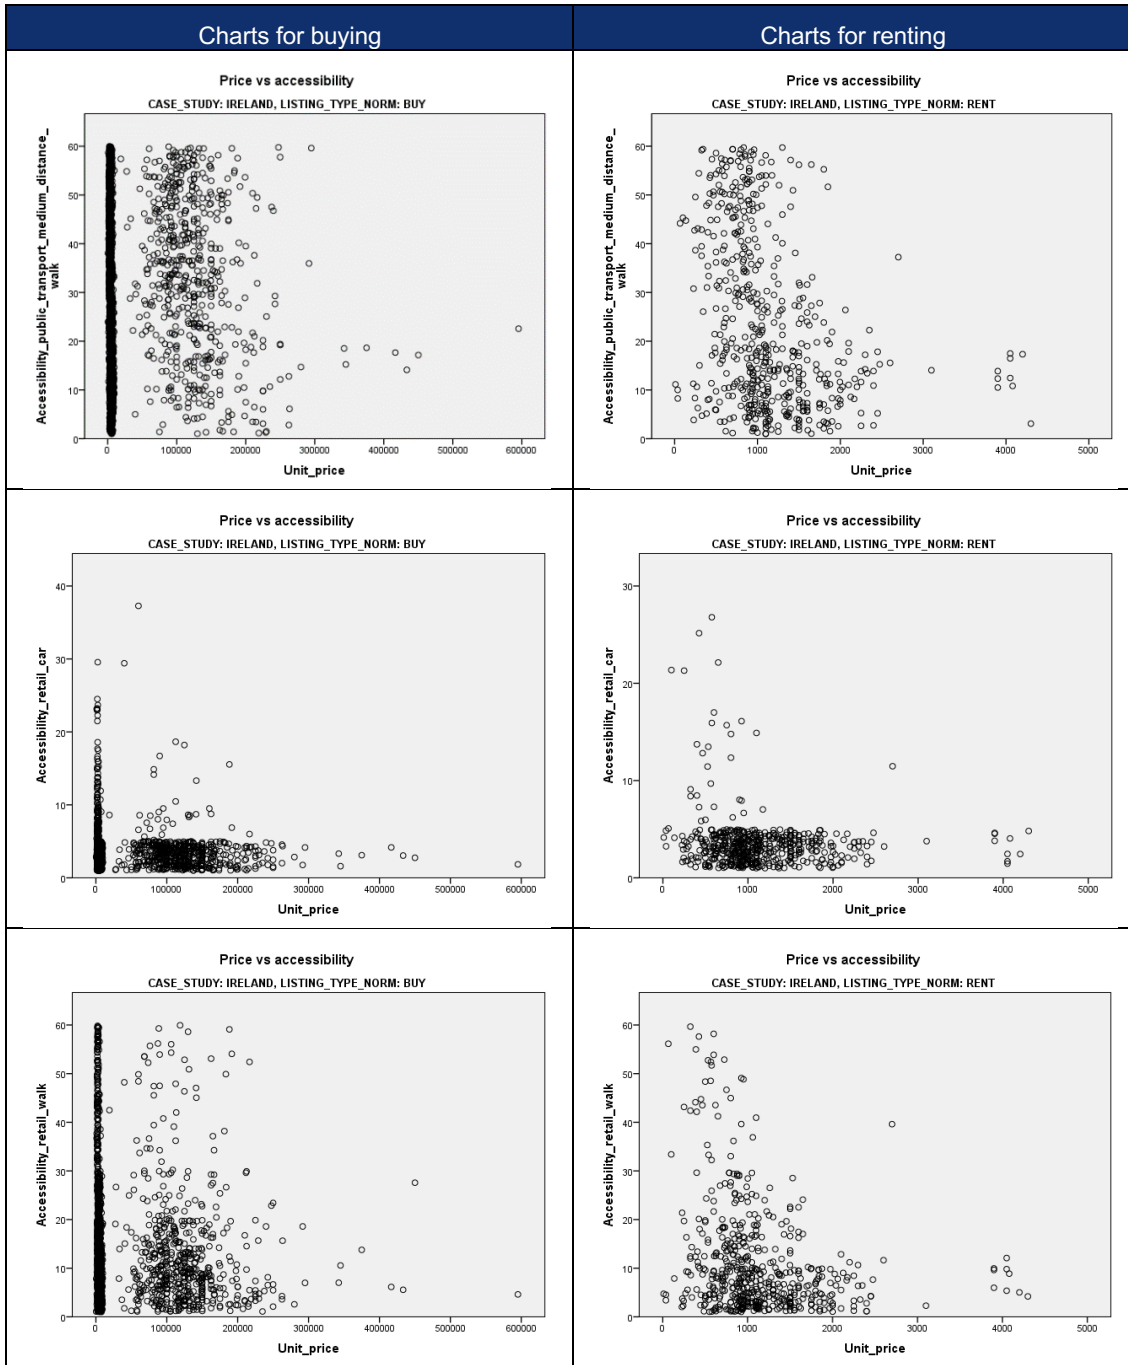 Charts for buying
Charts for renting
Price vs accessibility
CASE_STUDY: IRELAND, LISTING_TYPE_NORM: BUY
Accessibility_public_transport_medium_distance_
walk
60
50
40
30
20
10
0
0 100000 200000 300000 400000 500000 600000
Unit_price
Price vs accessibility
CASE_STUDY: IRELAND, LISTING_TYPE_NORM: RENT
Accessibility_public_transport_medium_distance_
walk
60
50
40
30
20
10
0
0 1000 2000 3000 4000 5000
Unit_price
Price vs accessibility
CASE_STUDY: IRELAND, LISTING_TYPE_NORM: BUY
Accessibility_retail_car
40
30
20
10
0
0 100000 200000 300000 400000 500000 600000
Unit_price
Price vs accessibility
CASE_STUDY: IRELAND, LISTING_TYPE_NORM: RENT
Accessibility_retail_car
30
20
10
0
0 1000 2000 3000 4000 5000
Unit_price
Price vs accessibility
CASE_STUDY: IRELAND, LISTING_TYPE_NORM: BUY
Accessibility_retail_walk
60
50
40
30
20
10
0
0 100000 200000 300000 400000 500000 600000
Unit_price
Price vs accessibility
CASE_STUDY: IRELAND, LISTING_TYPE_NORM: RENT
Accessibility_retail_walk
60
50
40
30
20
10
0
0 1000 2000 3000 4000 5000
Unit_price